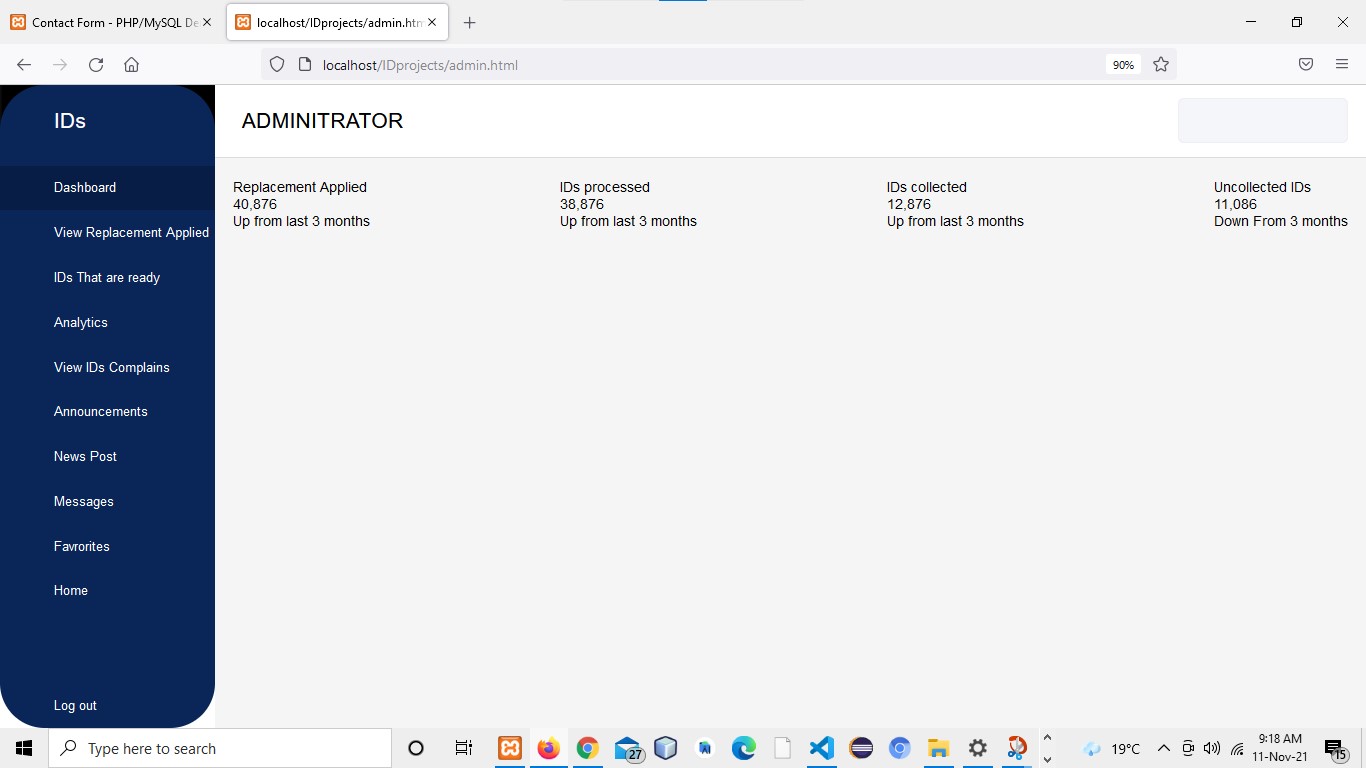 Contact Form - PHP/MySQL De
localhost/IDprojects/admin.htm
localhost/IDprojects/admin.html
90%
IDs
ADMINITRATOR
Dashboard
View Replacement Applied
IDs That are ready
Analytics
View IDs Complains
Announcements
News Post
Messages
Favrorites
Home
Log out
Replacement Applied
40,876
Up from last 3 months
IDs processed
38,876
Up from last 3 months
IDs collected
12,876
Up from last 3 months
Uncollected IDs
11,086
Down From 3 months
Type here to search
27
19°C
9:18 AM
11-Nov-21
15